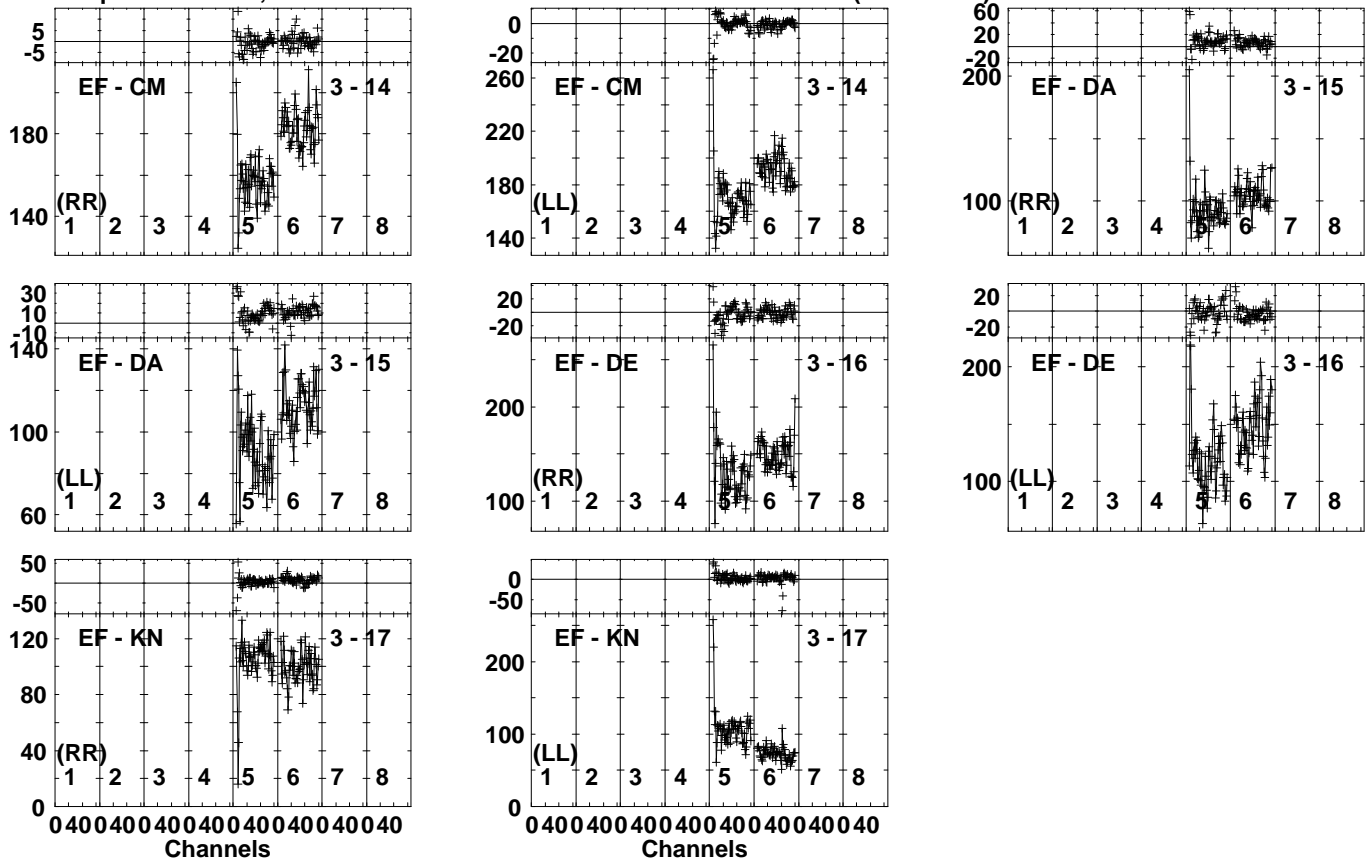 5
-5
EF - CM 3 - 14
180
140
(RR)
1 2 3 4 5 6 7 8
0
-20
260
EF - CM 3 - 14
220
180
140
(LL)
1 2 3 4 5 6 7 8
60
20
-20
200
EF - DA 3 - 15
100
(RR)
1 2 3 4 5 6 7 8
30
10
-10
140
EF - DA 3 - 15
100
60
(LL)
1 2 3 4 5 6 7 8
20
-20
EF - DE 3 - 16
200
100
(RR)
1 2 3 4 5 6 7 8
20
-20
200
EF - DE 3 - 16
100
(LL)
1 2 3 4 5 6 7 8
50
-50
120
EF - KN 3 - 17
80
40
0
(RR)
1 2 3 4 5 6 7 8
0 40 0 40 0 40 0 40 0 40 0 40 0 40 0 40
Channels
0
-50
EF - KN 3 - 17
200
100
0
(LL)
1 2 3 4 5 6 7 8
0 40 0 40 0 40 0 40 0 40 0 40 0 40 0 40
Channels